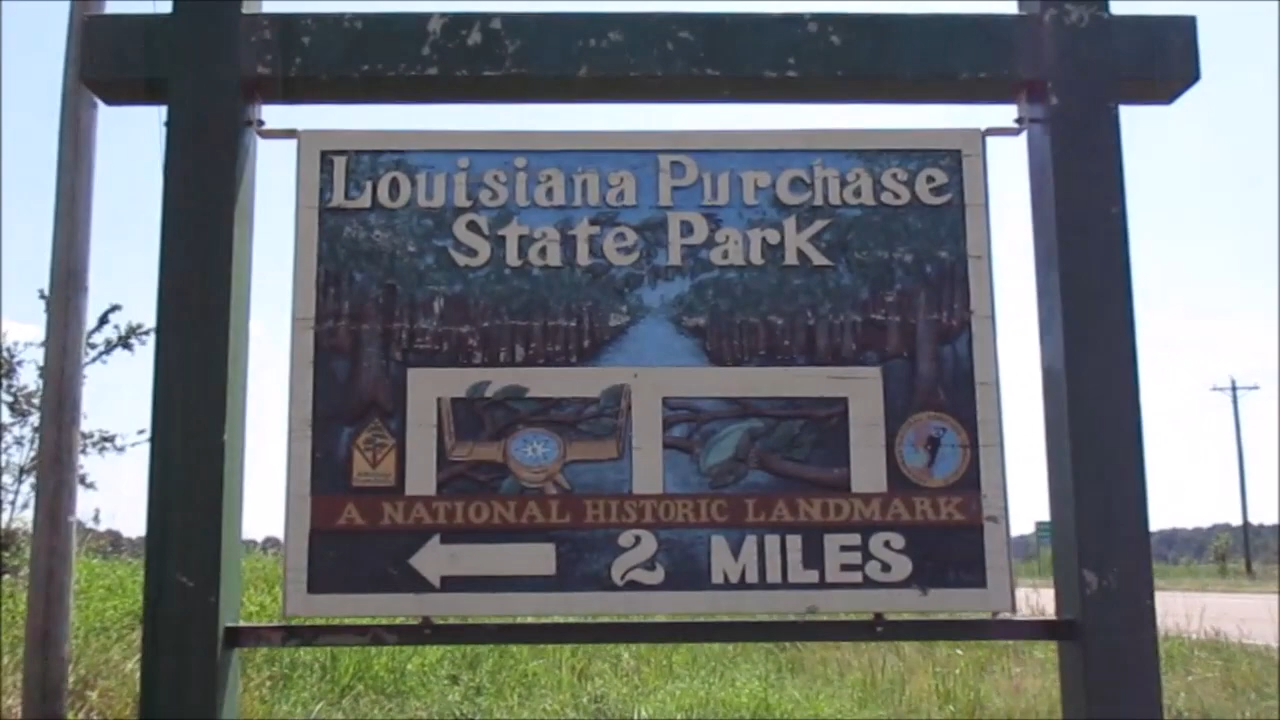 Louisiana Purchase
State Park
A NATIONAL HISTORIC LANDMARK
2 MILES